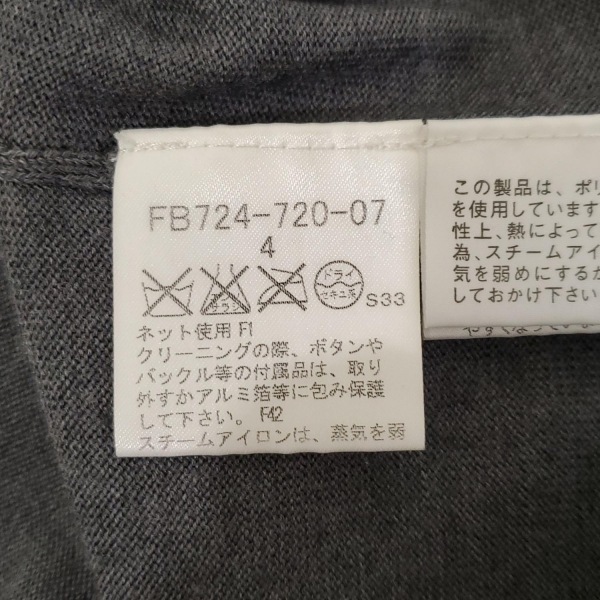 FB724-720-07
4
エンソサラシ
ドライ
セキユ系
S33
ネット使用 F1
クリーニングの際、ボタンや
バックル等の付属品は、取り
外すかアルミ箔等に包み保護
して下さい。 F42
スチームアイロンは、蒸気を弱
この製品は、ポリ
を使用しています
性上、熱によって
為、スチームアイ
気を弱めにするか
しておかけ下さい